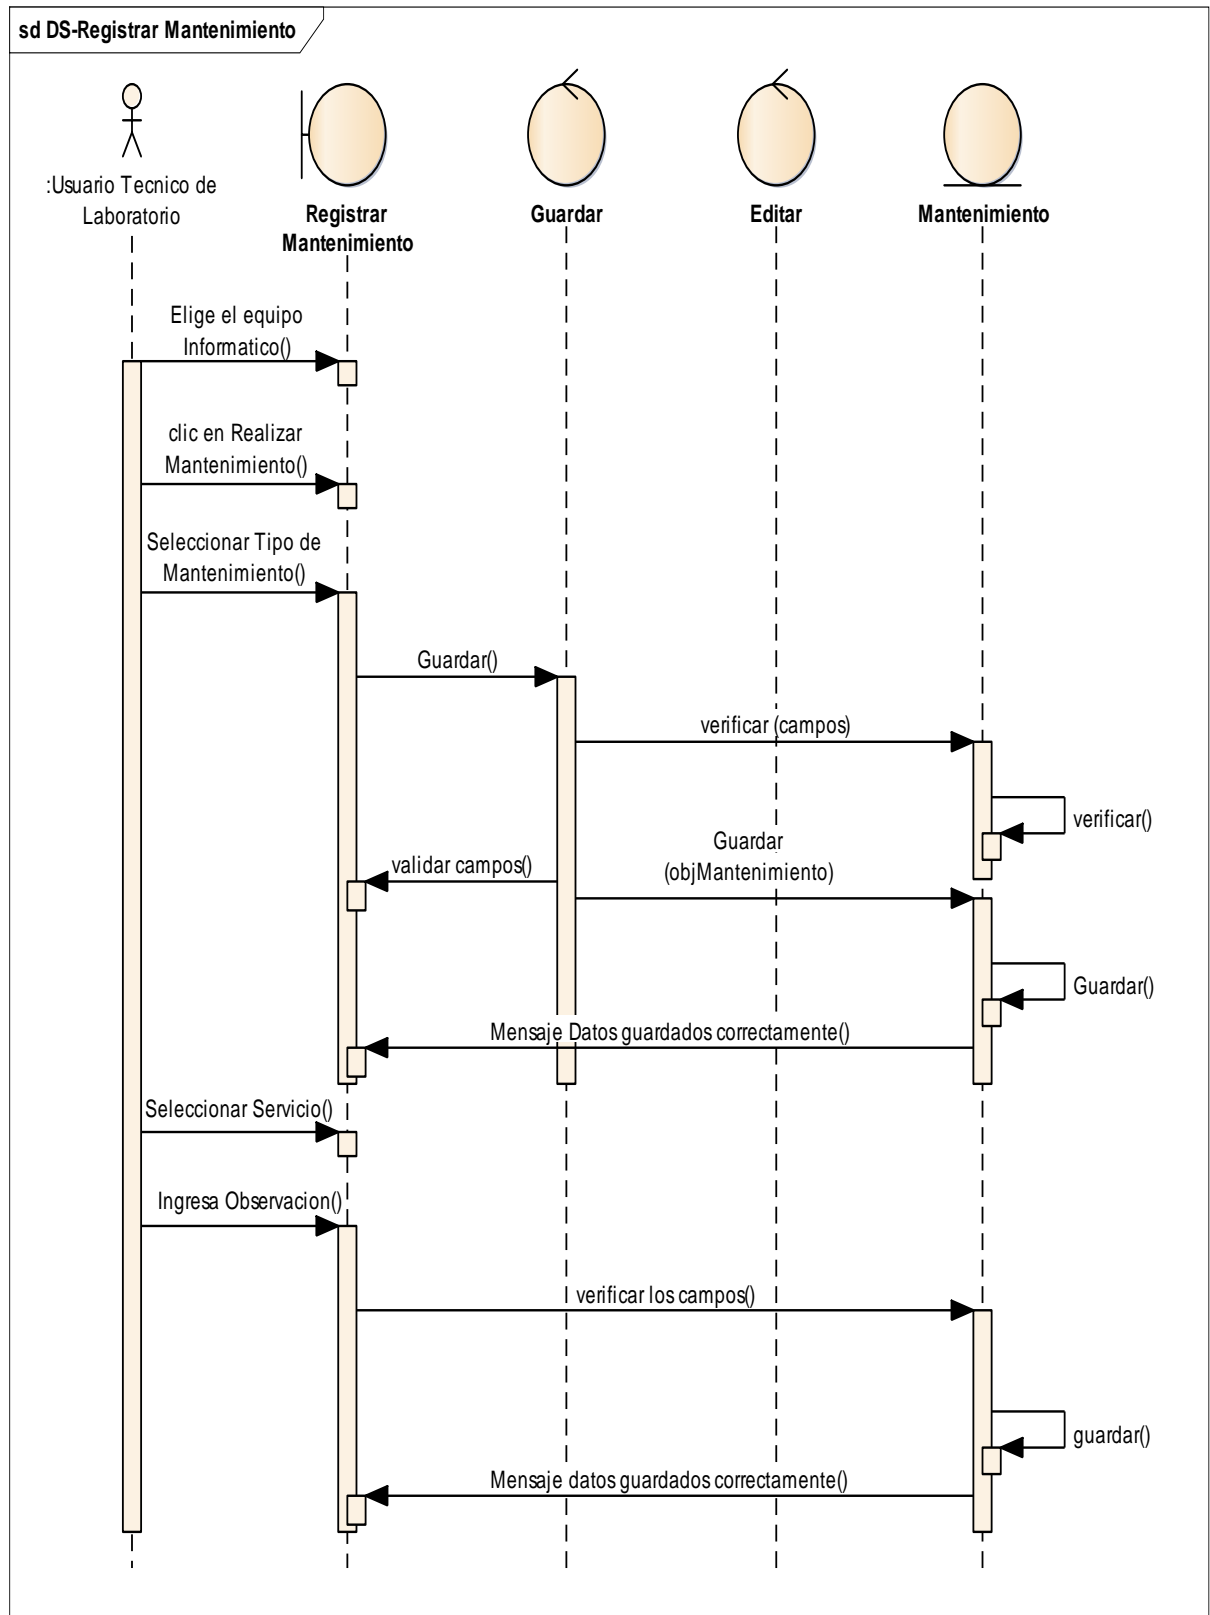 sd DS-Registrar Mantenimiento
:Usuario Tecnico de
Laboratorio
Registrar
Mantenimiento
Guardar
Editar
Mantenimiento
Elige el equipo
Informatico()
clic en Realizar
Mantenimiento()
Seleccionar Tipo de
Mantenimiento()
Guardar()
verificar (campos)
verificar()
Guardar
(objMantenimiento)
validar campos()
Guardar()
Mensaje Datos guardados correctamente()
Seleccionar Servicio()
Ingresa Observacion()
verificar los campos()
guardar()
Mensaje datos guardados correctamente()